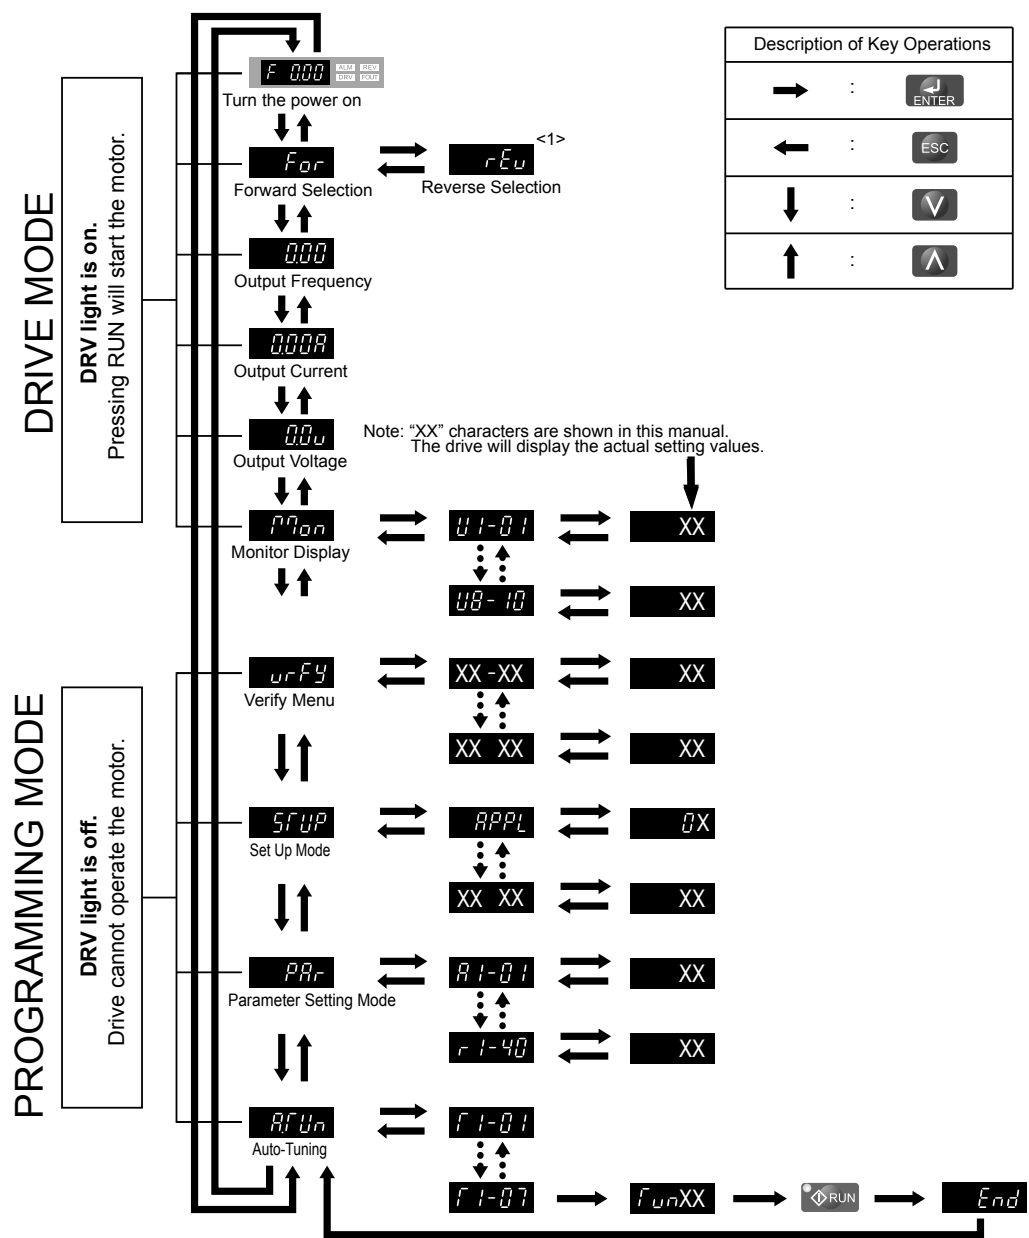 DRIVE MODE
DRV light is on.
Pressing RUN will start the motor.
F 0.00
ALM REV
DRV FOUT
Turn the power on
For
Forward Selection
rEv
<1>
Reverse Selection
0.00
Output Frequency
0.00A
Output Current
0.0v
Output Voltage
Note: “XX” characters are shown in this manual.
The drive will display the actual setting values.
Mon
Monitor Display
U1-01
XX
U8-10
XX
Description of Key Operations
: ENTER
: ESC
:
:
PROGRAMMING MODE
DRV light is off.
Drive cannot operate the motor.
vrFY
Verify Menu
XX-XX
XX
XX XX
XX
STUP
Set Up Mode
APPL
0X
XX XX
XX
PAr
Parameter Setting Mode
A1-01
XX
r1-40
XX
A.TUn
Auto-Tuning
T1-01
T1-07
TunXX
RUN
End